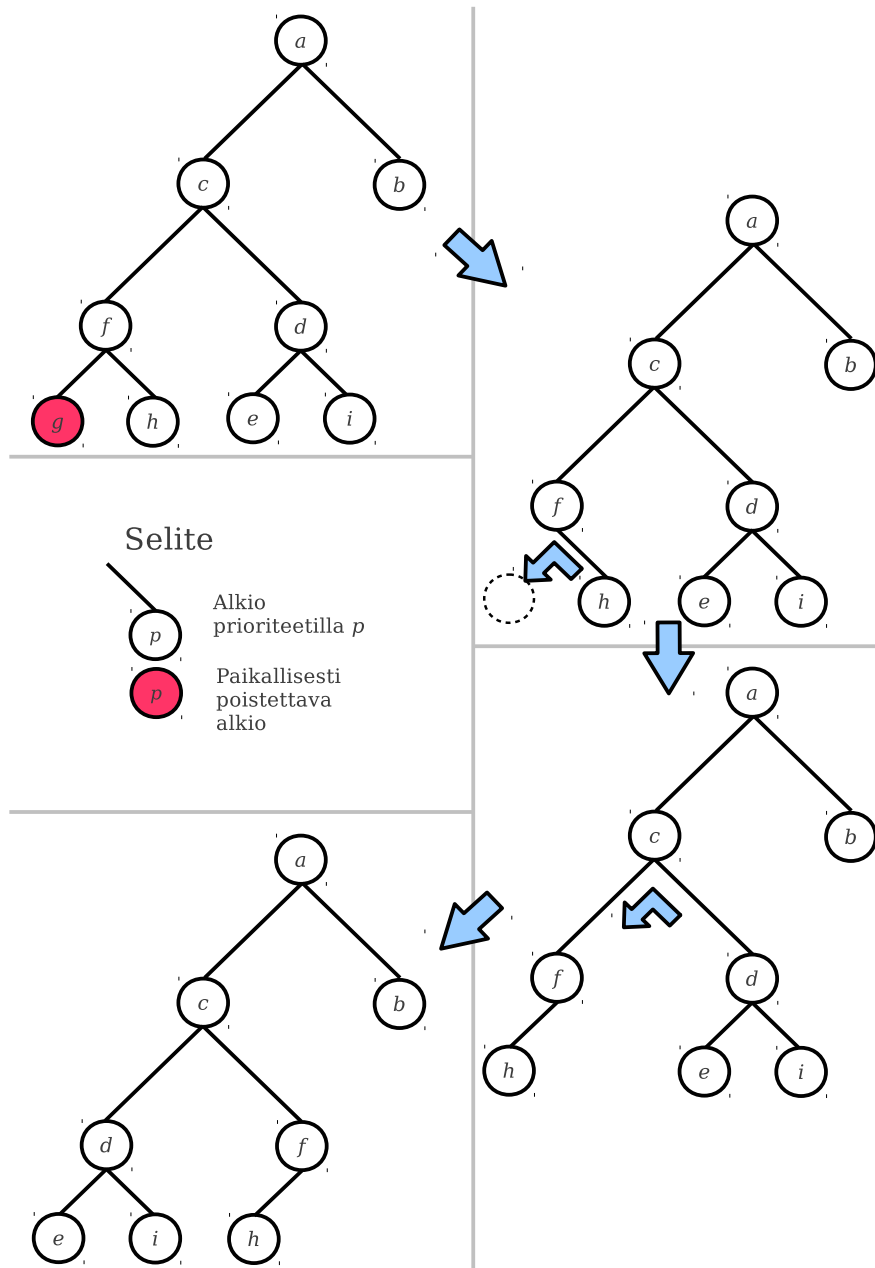 a
c
b
f
d
g
h
e
i
a
c
b
f
d
h
e
i
Selite
p
Alkio
prioriteetilla p
p
Paikallisesti
poistettava
alkio
a
c
b
f
d
h
e
i
a
c
b
d
f
e
i
h